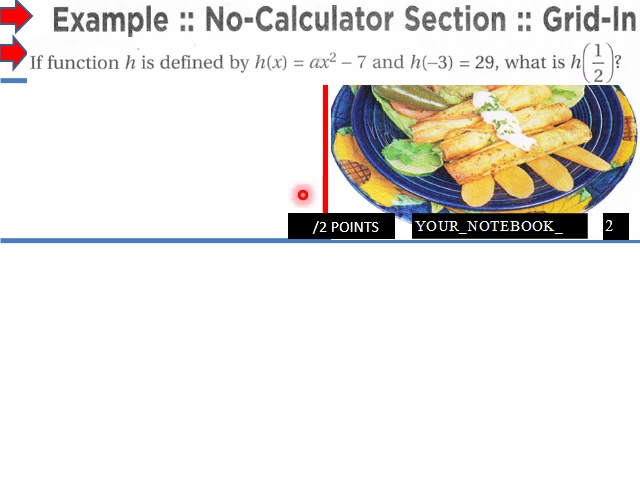 Example :: No-Calculator Section :: Grid-In
If function h is defined by h(x) = ax² – 7 and h(–3) = 29, what is h(1/2)?
/2 POINTS
YOUR_NOTEBOOK_
2